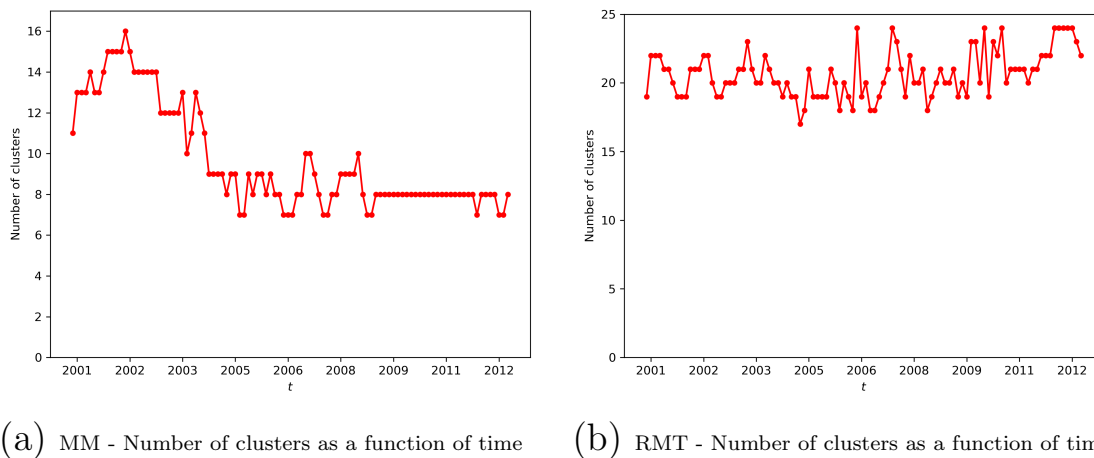 16
14
12
10
8
6
4
2
0
Number of clusters
2001 2002 2003 2005 2006 2008 2009 2011 2012
t
(a) MM - Number of clusters as a function of time
25
20
15
10
5
0
Number of clusters
2001 2002 2003 2005 2006 2008 2009 2011 2012
t
(b) RMT - Number of clusters as a function of tim